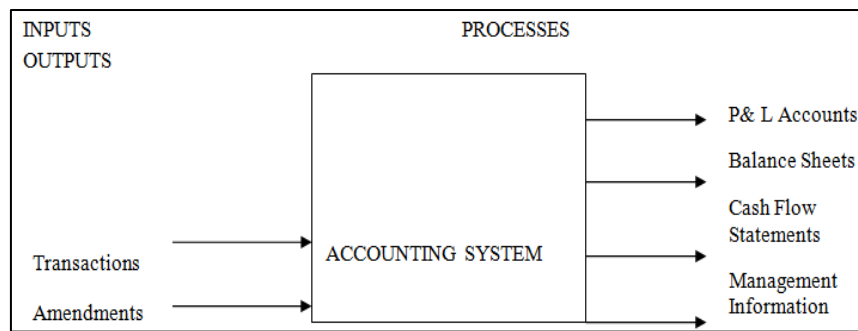 INPUTS PROCESSES
OUTPUTS
P& L Accounts
Balance Sheets
Cash Flow
Statements
ACCOUNTING SYSTEM
Transactions
Management
Information
Amendments